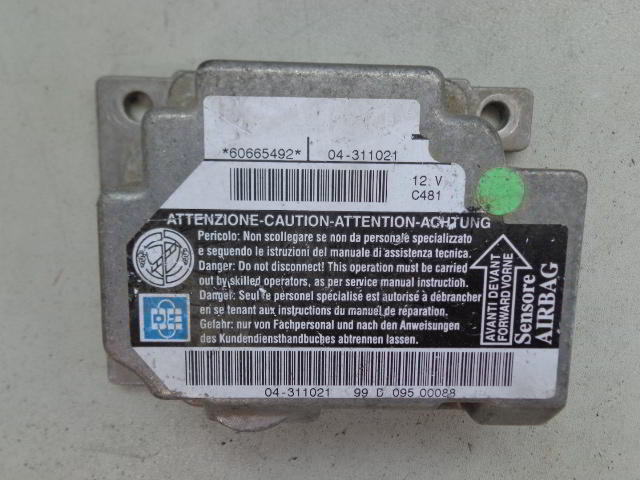 *60665492* 04-311021
12 V
C481
ATTENZIONE-CAUTION-ATTENTION-ACHTUNG
Pericolo: Non scollegare se non da personale specializzato
e sequendo le istruzioni del manuale di assistenza tecnica.
Danger: Do not disconnect! This operation must be carried
out by skilled operators, as per service manual instruction.
Danger: Seul le personel spécialisé est autorisé à débrancher
en se tenant aux instructions du manuel de réparation.
Gefahr: nur von Fachpersonal und nach den Anweisungen
des Kundendiensthandbuches abtrennen lassen.
AVANTI DEVANT
FORWARD VORNE
Sensore
AIRBAG
04-311021 99 D 095 00088